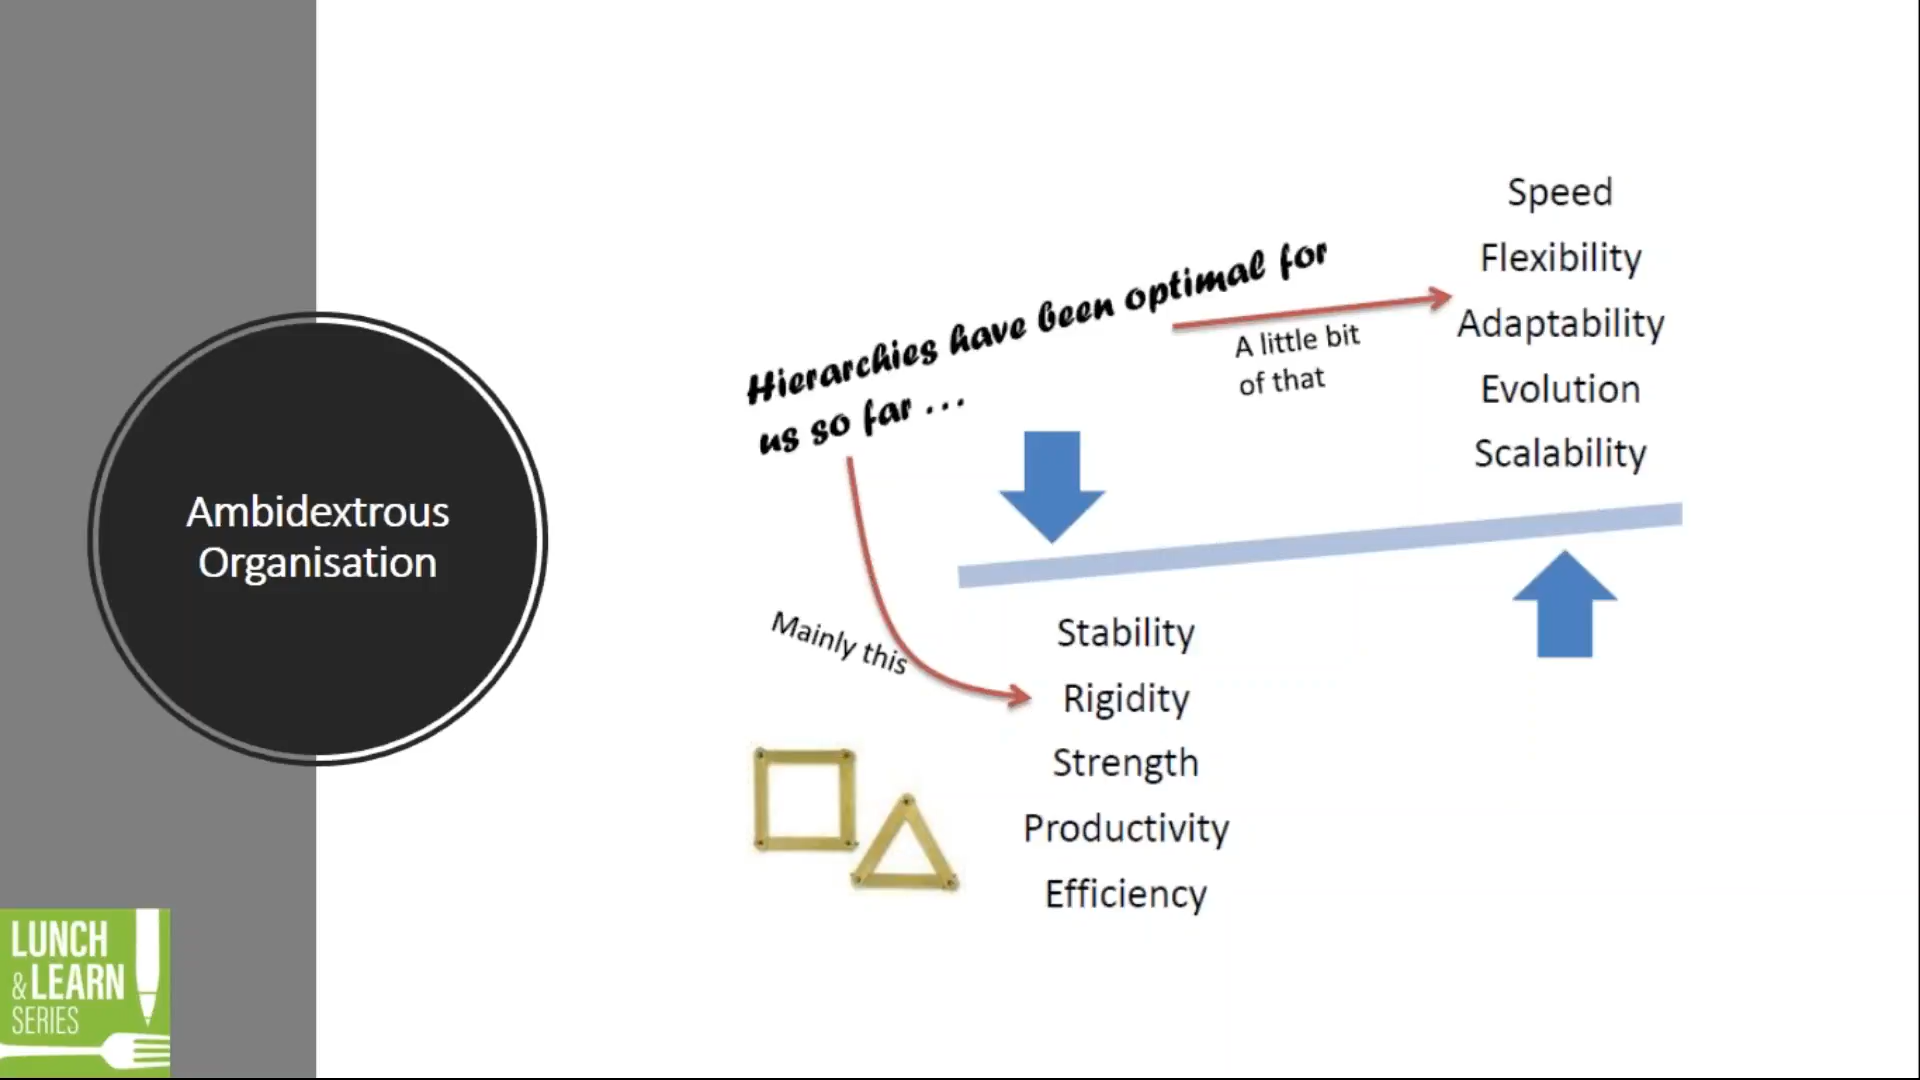 Ambidextrous
Organisation
Hierarchies have been optimal for
us so far ...
A little bit
of that
Speed
Flexibility
Adaptability
Evolution
Scalability
Mainly this
Stability
Rigidity
Strength
Productivity
Efficiency
LUNCH
& LEARN
SERIES